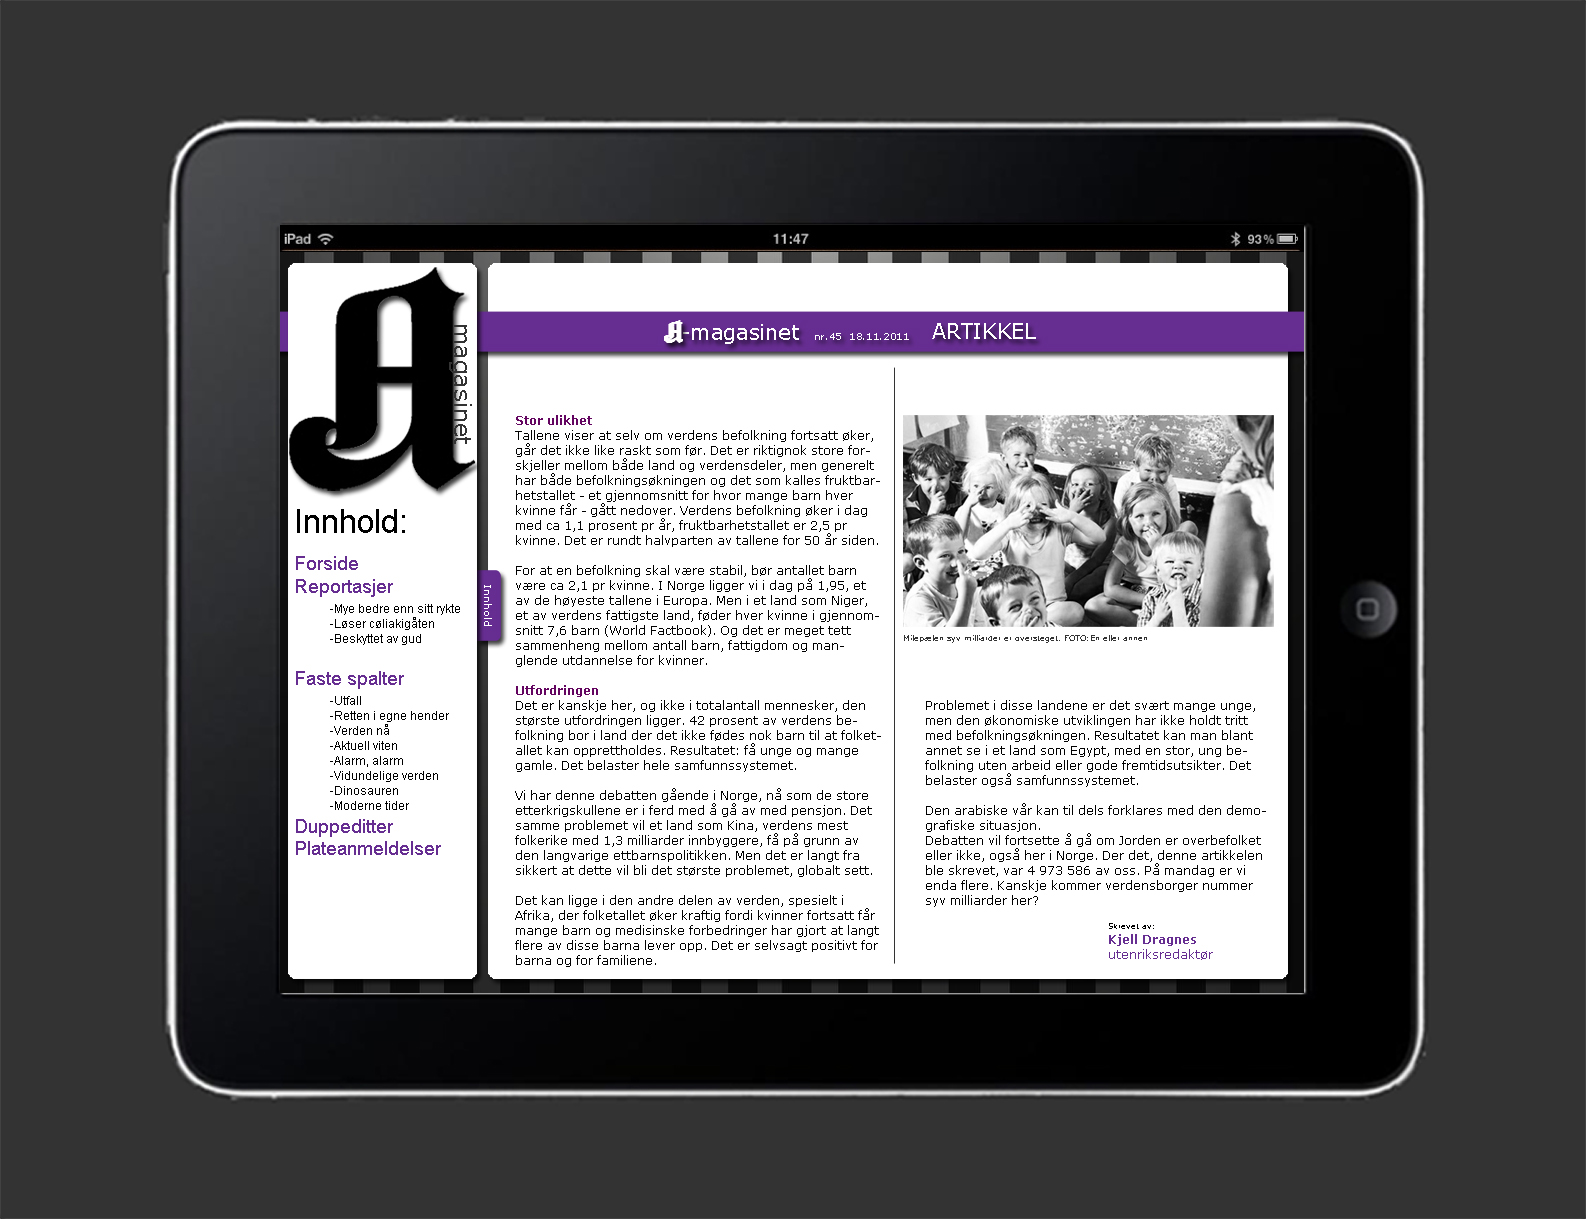 iPad
11:47
93%
A
magasinet
Innhold:
Forside
Reportasjer
-Mye bedre enn sitt rykte
-Løser cøliakigåten
-Beskyttet av gud
Faste spalter
-Utfall
-Retten i egne hender
-Verden nå
-Aktuell viten
-Alarm, alarm
-Vidundelige verden
-Dinosauren
-Moderne tider
Duppeditter
Plateanmeldelser
Innhold
A-magasinet nr.45 18.11.2011 ARTIKKEL
Stor ulikhet
Tallene viser at selv om verdens befolkning fortsatt øker,
går det ikke like raskt som før. Det er riktignok store for-
skjeller mellom både land og verdensdeler, men generelt
har både befolkningsøkningen og det som kalles fruktbar-
hetstallet - et gjennomsnitt for hvor mange barn hver
kvinne får - gått nedover. Verdens befolkning øker i dag
med ca 1,1 prosent pr år, fruktbarhetstallet er 2,5 pr
kvinne. Det er rundt halvparten av tallene for 50 år siden.
For at en befolkning skal være stabil, bør antallet barn
være ca 2,1 pr kvinne. I Norge ligger vi i dag på 1,95, et
av de høyeste tallene i Europa. Men i et land som Niger,
et av verdens fattigste land, føder hver kvinne i gjennom-
snitt 7,6 barn (World Factbook). Og det er meget tett
sammenheng mellom antall barn, fattigdom og man-
glende utdannelse for kvinner.
Utfordringen
Det er kanskje her, og ikke i totalantall mennesker, den
største utfordringen ligger. 42 prosent av verdens be-
folkning bor i land der det ikke fødes nok barn til at folket-
allet kan opprettholdes. Resultatet: få unge og mange
gamle. Det belaster hele samfunnssystemet.
Vi har denne debatten gående i Norge, nå som de store
etterkrigskullene er i ferd med å gå av med pensjon. Det
samme problemet vil et land som Kina, verdens mest
folkerike med 1,3 milliarder innbyggere, få på grunn av
den langvarige ettbarnspolitikken. Men det er langt fra
sikkert at dette vil bli det største problemet, globalt sett.
Det kan ligge i den andre delen av verden, spesielt i
Afrika, der folketallet øker kraftig fordi kvinner fortsatt får
mange barn og medisinske forbedringer har gjort at langt
flere av disse barna lever opp. Det er selvsagt positivt for
barna og for familiene.
Milepælen syv milliarder er oversteget. FOTO: En eller annen
Problemet i disse landene er det svært mange unge,
men den økonomiske utviklingen har ikke holdt tritt
med befolkningsøkningen. Resultatet kan man blant
annet se i et land som Egypt, med en stor, ung be-
folkning uten arbeid eller gode fremtidsutsikter. Det
belaster også samfunnssystemet.
Den arabiske vår kan til dels forklares med den demo-
grafiske situasjon.
Debatten vil fortsette å gå om Jorden er overbefolket
eller ikke, også her i Norge. Der det, denne artikkelen
ble skrevet, var 4 973 586 av oss. På mandag er vi
enda flere. Kanskje kommer verdensborger nummer
syv milliarder her?
Skrevet av:
Kjell Dragnes
utenriksredaktør